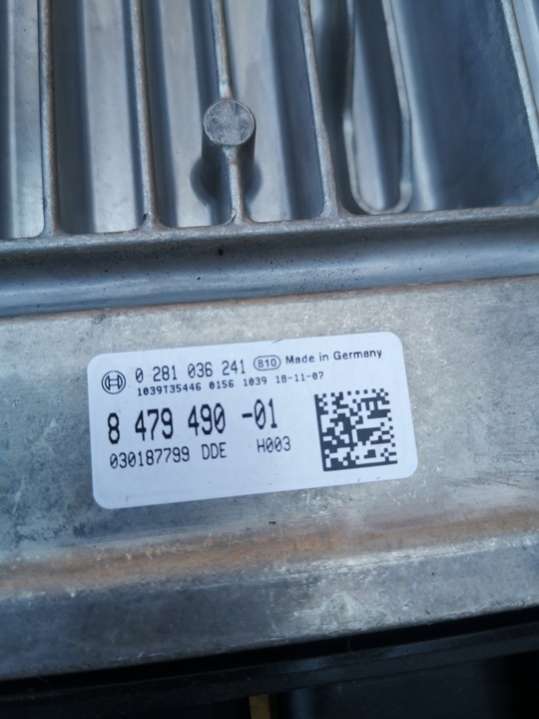 0 281 036 241 810 Made in Germany
1039T35446 0156 1039 18-11-07
8 479 490 -01
030187799 DDE H003